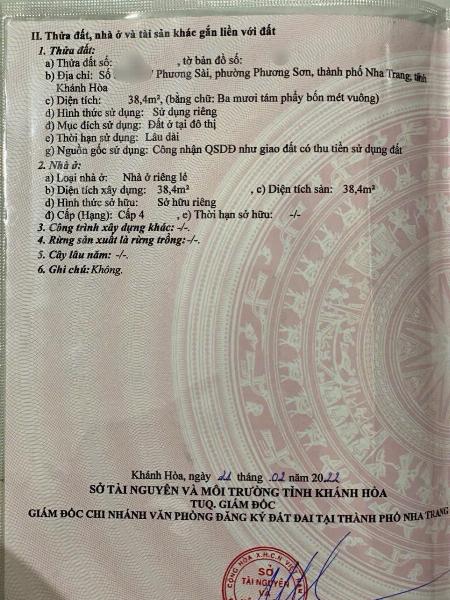 II. Thửa đất, nhà ở và tài sản khác gắn liền với đất
1. Thửa đất:
a) Thửa đất số: , tờ bản đồ số:
b) Địa chỉ: Số Phương Sài, phường Phương Sơn, thành phố Nha Trang, tỉnh
Khánh Hòa
c) Diện tích: 38,4m², (bằng chữ: Ba mươi tám phẩy bốn mét vuông)
d) Hình thức sử dụng: Sử dụng riêng
đ) Mục đích sử dụng: Đất ở tại đô thị
e) Thời hạn sử dụng: Lâu dài
g) Nguồn gốc sử dụng: Công nhận QSDĐ như giao đất có thu tiền sử dụng đất
2. Nhà ở:
a) Loại nhà ở: Nhà ở riêng lẻ
b) Diện tích xây dựng: 38,4m² , c) Diện tích sàn: 38,4m²
d) Hình thức sở hữu: Sở hữu riêng
đ) Cấp (Hạng): Cấp 4 , e) Thời hạn sở hữu: -/-
3. Công trình xây dựng khác: -/-.
4. Rừng sản xuất là rừng trồng: -/-.
5. Cây lâu năm: -/-.
6. Ghi chú: Không.
Khánh Hòa, ngày 21 tháng .02 năm 2022
SỞ TÀI NGUYÊN VÀ MÔI TRƯỜNG TỈNH KHÁNH HÒA
TUQ. GIÁM ĐỐC
GIÁM ĐỐC CHI NHÁNH VĂN PHÒNG ĐĂNG KÝ ĐẤT ĐAI TẠI THÀNH PHỐ NHA TRANG
CỘNG HÒA X.H.C.N VIỆT NAM
SỞ
TÀI NGUYÊN
VÀ